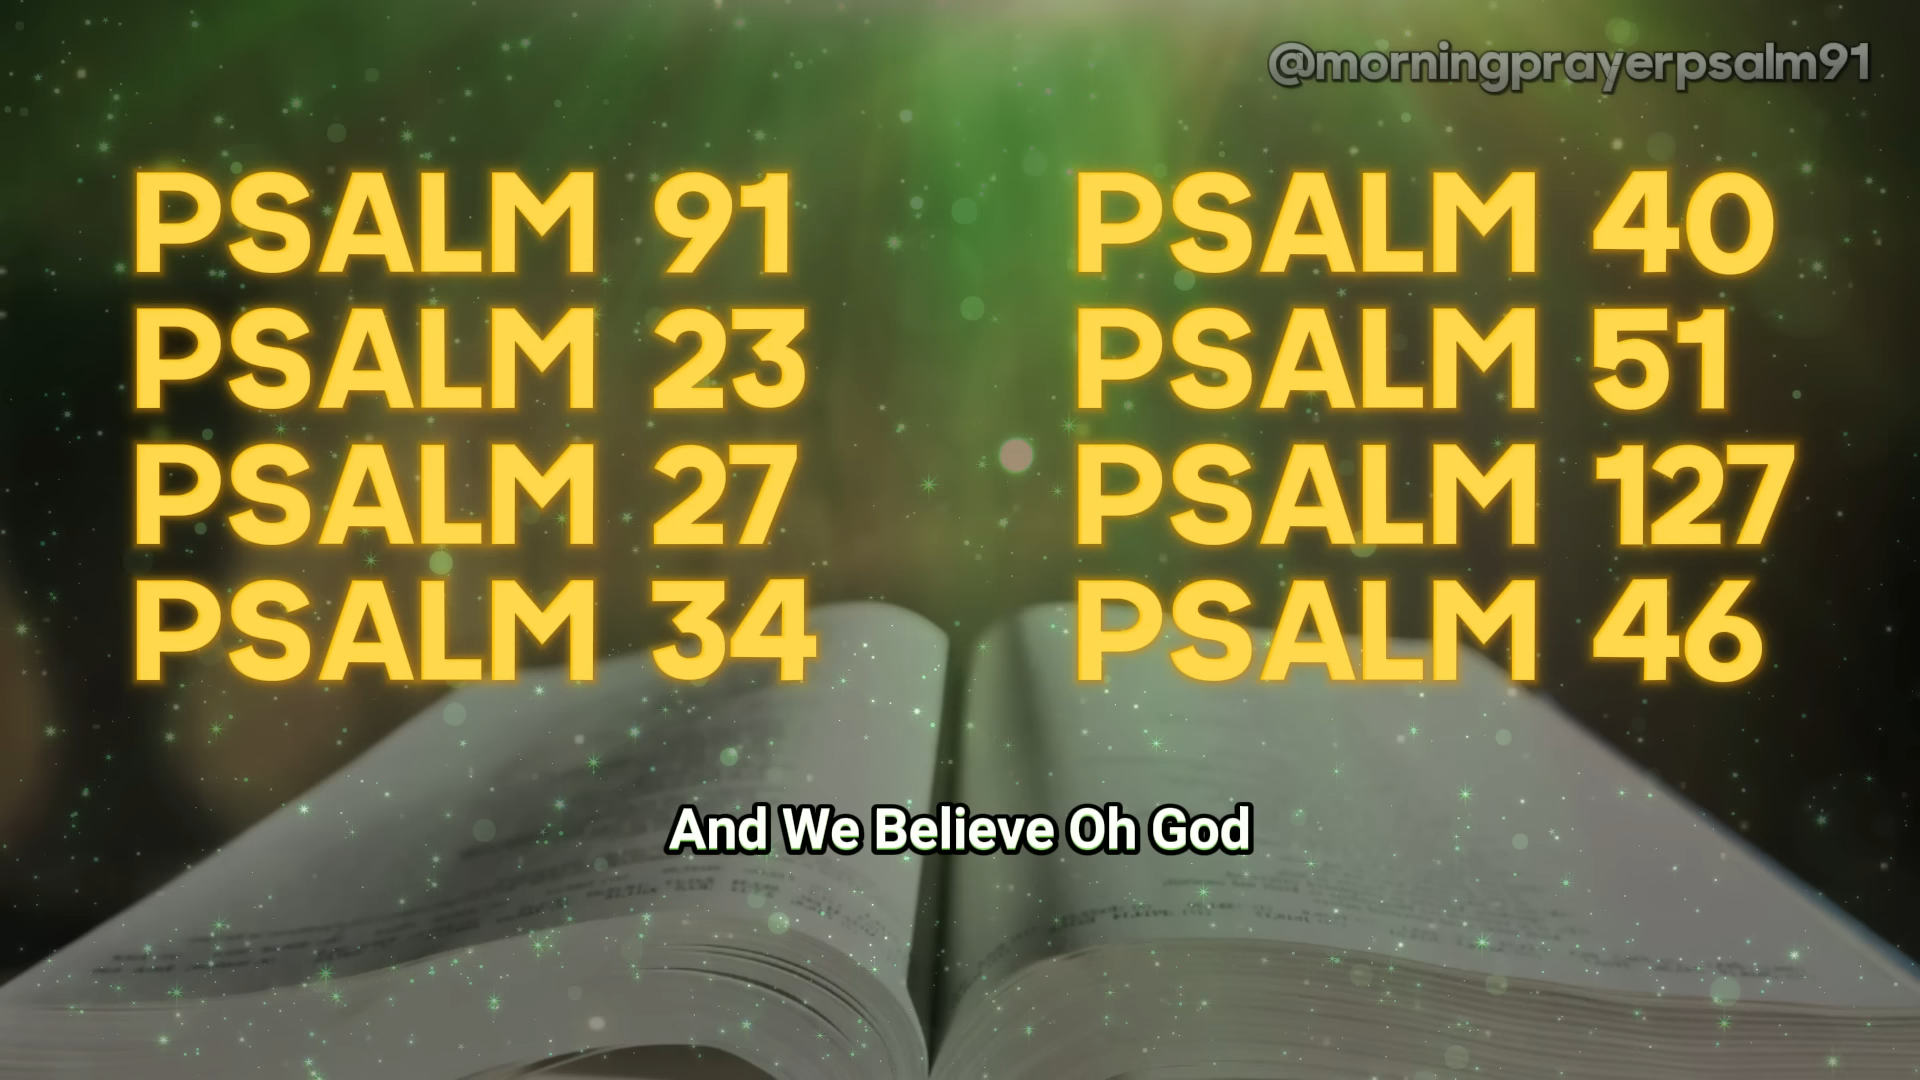 @morningprayerpsalm91
PSALM 91
PSALM 23
PSALM 27
PSALM 34
PSALM 40
PSALM 51
PSALM 127
PSALM 46
And We Believe Oh God